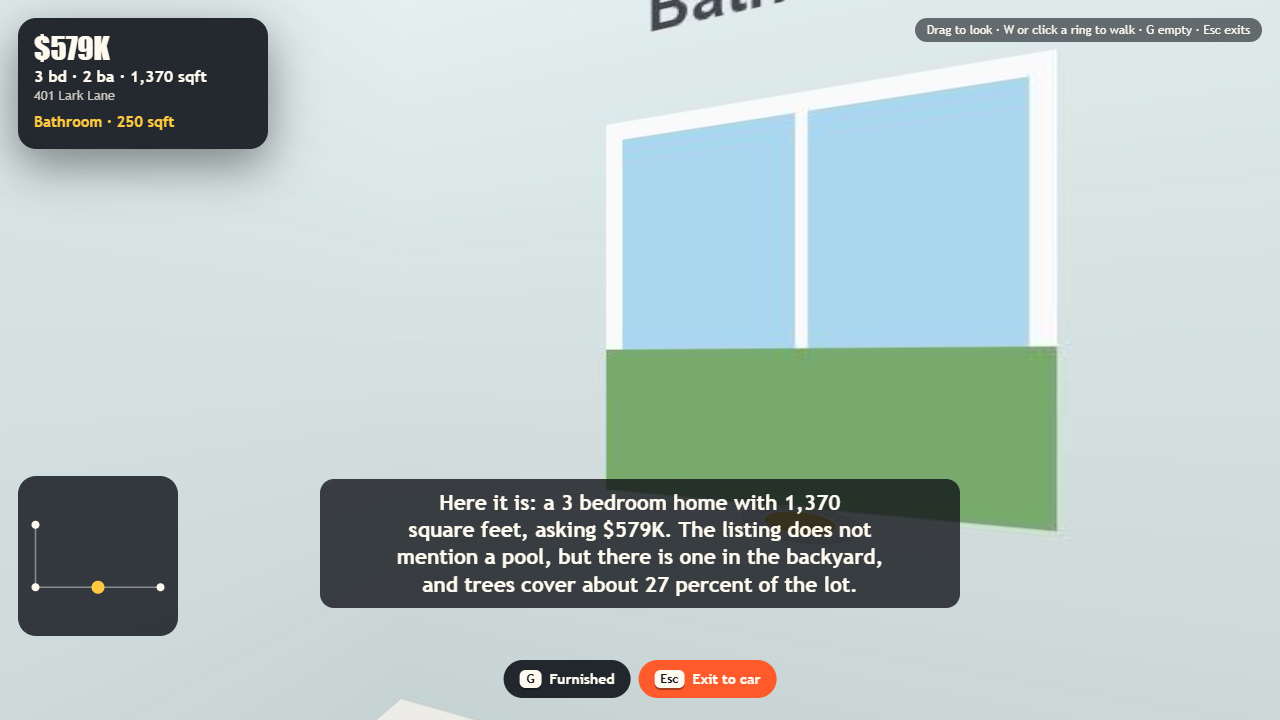 $579K
3 bd · 2 ba · 1,370 sqft
401 Lark Lane
Bathroom · 250 sqft
Drag to look · W or click a ring to walk · G empty · Esc exits
Here it is: a 3 bedroom home with 1,370
square feet, asking $579K. The listing does not
mention a pool, but there is one in the backyard,
and trees cover about 27 percent of the lot.
G Furnished
Esc Exit to car